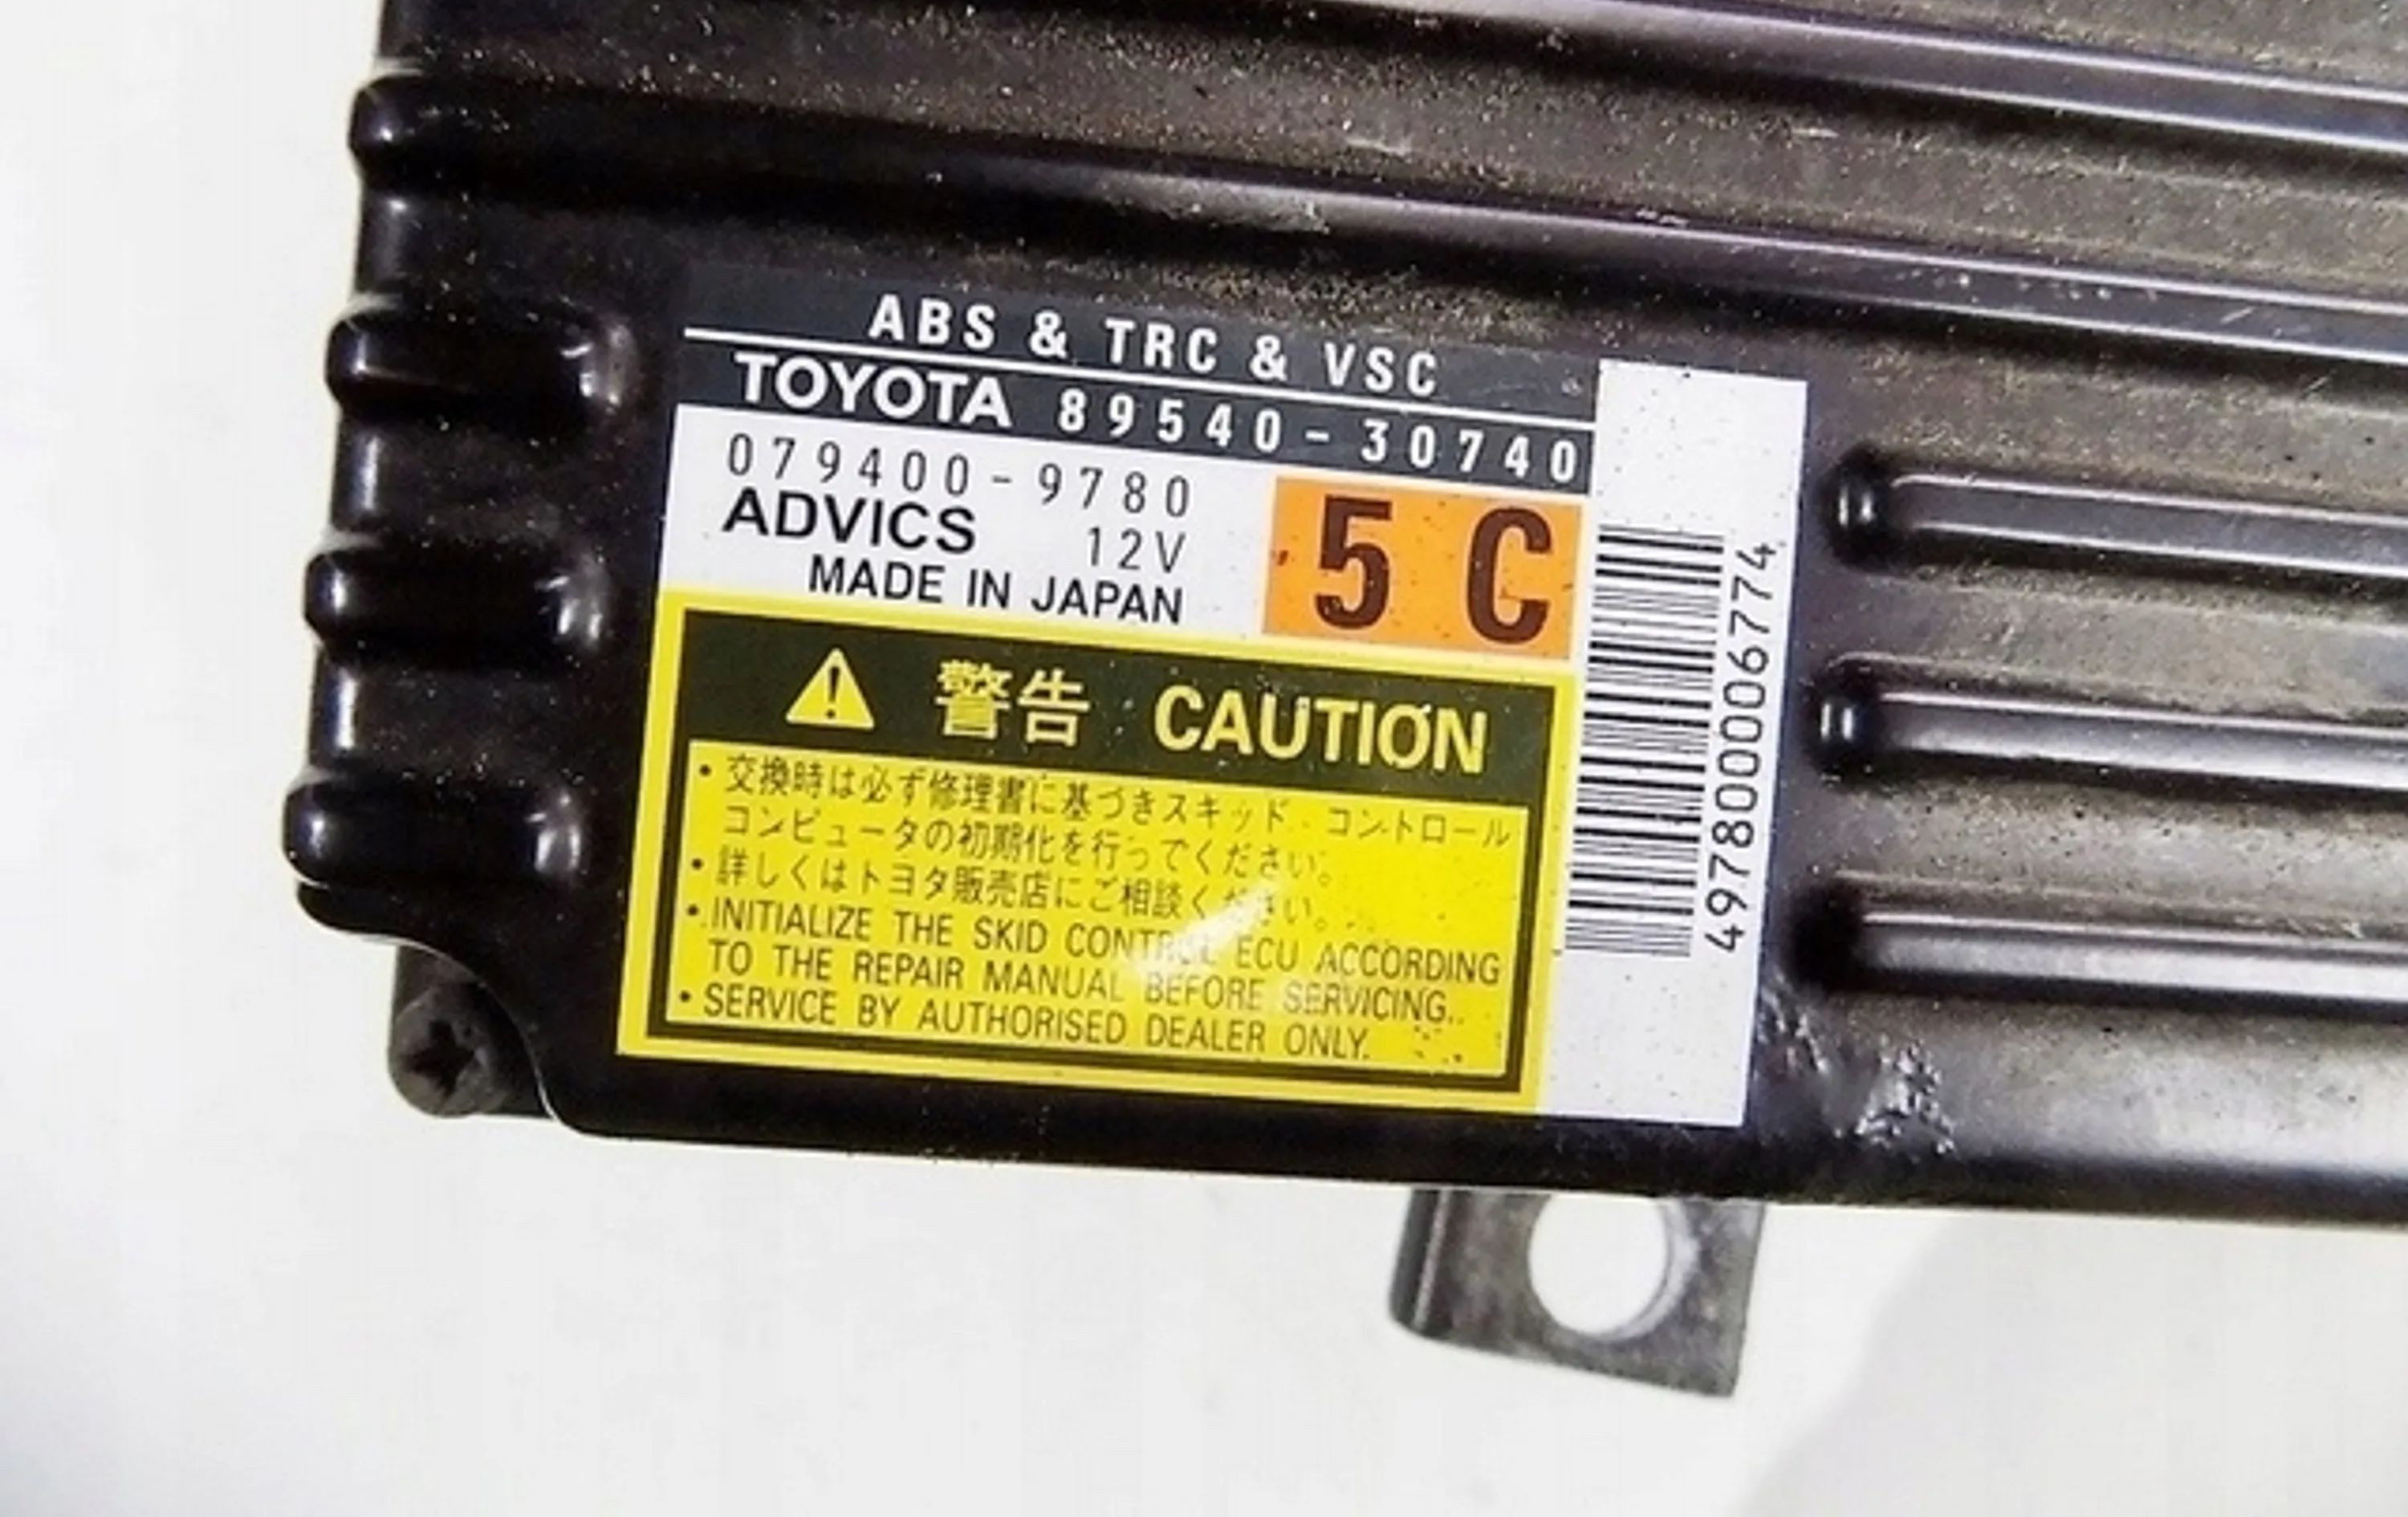 ABS & TRC & VSC
TOYOTA 89540-30740
079400-9780
ADVICS 12V
MADE IN JAPAN
5 C
警告 CAUTION
・交換時は必ず修理書に基づきスキッド・コントロール
コンピュータの初期化を行ってください。
・詳しくはトヨタ販売店にご相談ください。
・INITIALIZE THE SKID CONTROL ECU ACCORDING
TO THE REPAIR MANUAL BEFORE SERVICING.
・SERVICE BY AUTHORISED DEALER ONLY.
49780006774